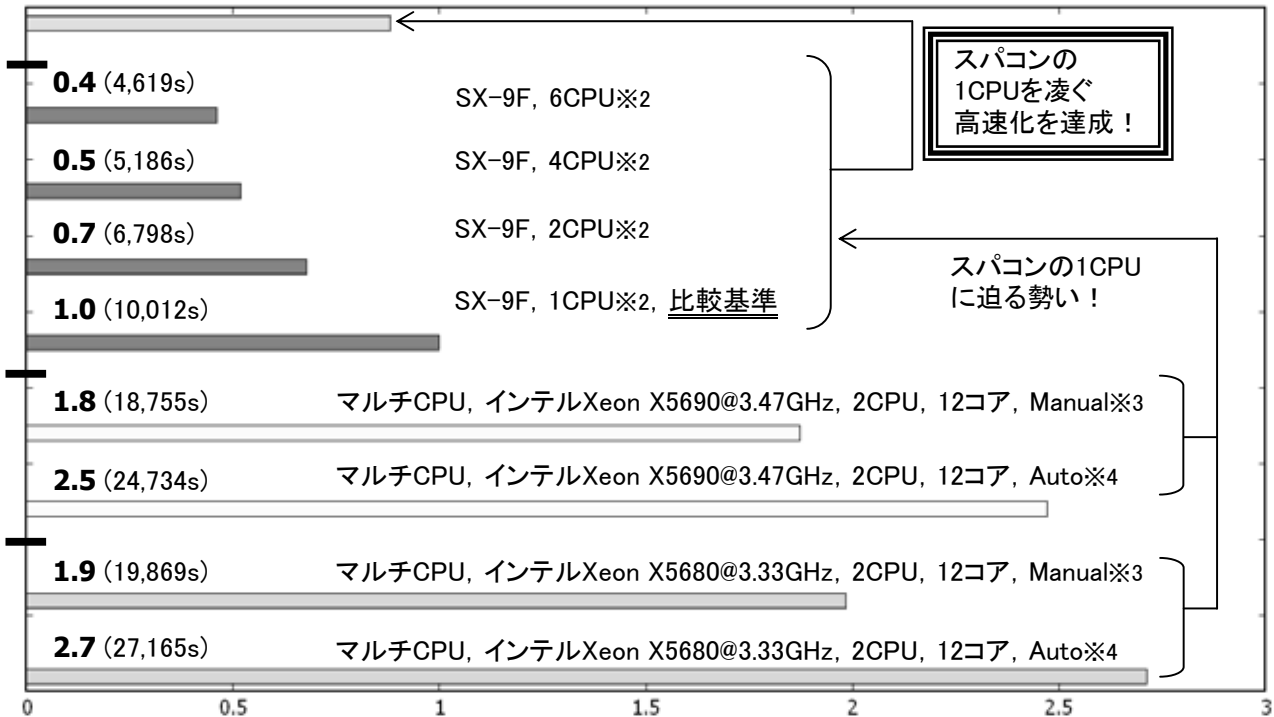 スパコンの
1CPUを凌ぐ
高速化を達成！
0.4 (4,619s) SX-9F, 6CPU※2
0.5 (5,186s) SX-9F, 4CPU※2
0.7 (6,798s) SX-9F, 2CPU※2
スパコンの1CPU
に迫る勢い！
1.0 (10,012s) SX-9F, 1CPU※2, 比較基準
1.8 (18,755s) マルチCPU, インテルXeon X5690@3.47GHz, 2CPU, 12コア, Manual※3
2.5 (24,734s) マルチCPU, インテルXeon X5690@3.47GHz, 2CPU, 12コア, Auto※4
1.9 (19,869s) マルチCPU, インテルXeon X5680@3.33GHz, 2CPU, 12コア, Manual※3
2.7 (27,165s) マルチCPU, インテルXeon X5680@3.33GHz, 2CPU, 12コア, Auto※4
0 0.5 1 1.5 2 2.5 3